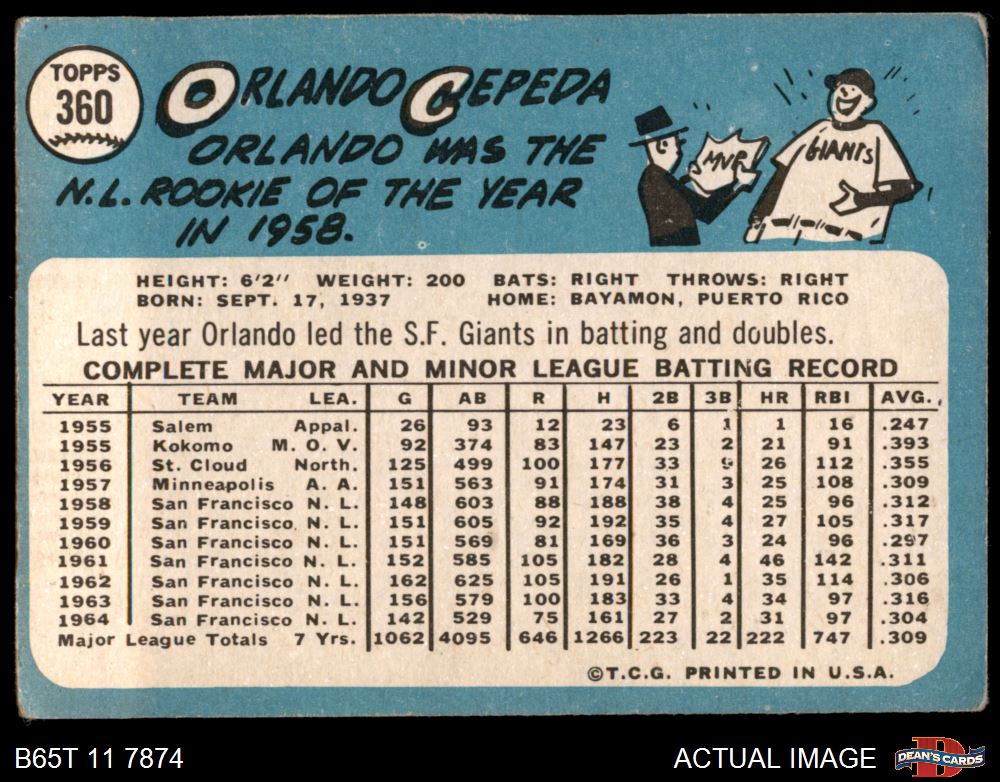 TOPPS
360
ORLANDO CEPEDA
ORLANDO WAS THE
N.L. ROOKIE OF THE YEAR
IN 1958.
MVP
GIANTS
HEIGHT: 6'2" WEIGHT: 200 BATS: RIGHT THROWS: RIGHT
BORN: SEPT. 17, 1937 HOME: BAYAMON, PUERTO RICO
Last year Orlando led the S.F. Giants in batting and doubles.
COMPLETE MAJOR AND MINOR LEAGUE BATTING RECORD
YEAR TEAM LEA. G AB R H 2B 3B HR RBI AVG.
1955 Salem Appal. 26 93 12 23 6 1 1 16 .247
1955 Kokomo M. O. V. 92 374 83 147 23 2 21 91 .393
1956 St. Cloud North. 125 499 100 177 33 9 26 112 .355
1957 Minneapolis A. A. 151 563 91 174 31 3 25 108 .309
1958 San Francisco N. L. 148 603 88 188 38 4 25 96 .312
1959 San Francisco N. L. 151 605 92 192 35 4 27 105 .317
1960 San Francisco N. L. 151 569 81 169 36 3 24 96 .297
1961 San Francisco N. L. 152 585 105 182 28 4 46 142 .311
1962 San Francisco N. L. 162 625 105 191 26 1 35 114 .306
1963 San Francisco N. L. 156 579 100 183 33 4 34 97 .316
1964 San Francisco N. L. 142 529 75 161 27 2 31 97 .304
Major League Totals 7 Yrs. 1062 4095 646 1266 223 22 222 747 .309
©T.C.G. PRINTED IN U.S.A.
B65T 11 7874
ACTUAL IMAGE
D
DEAN'S CARDS